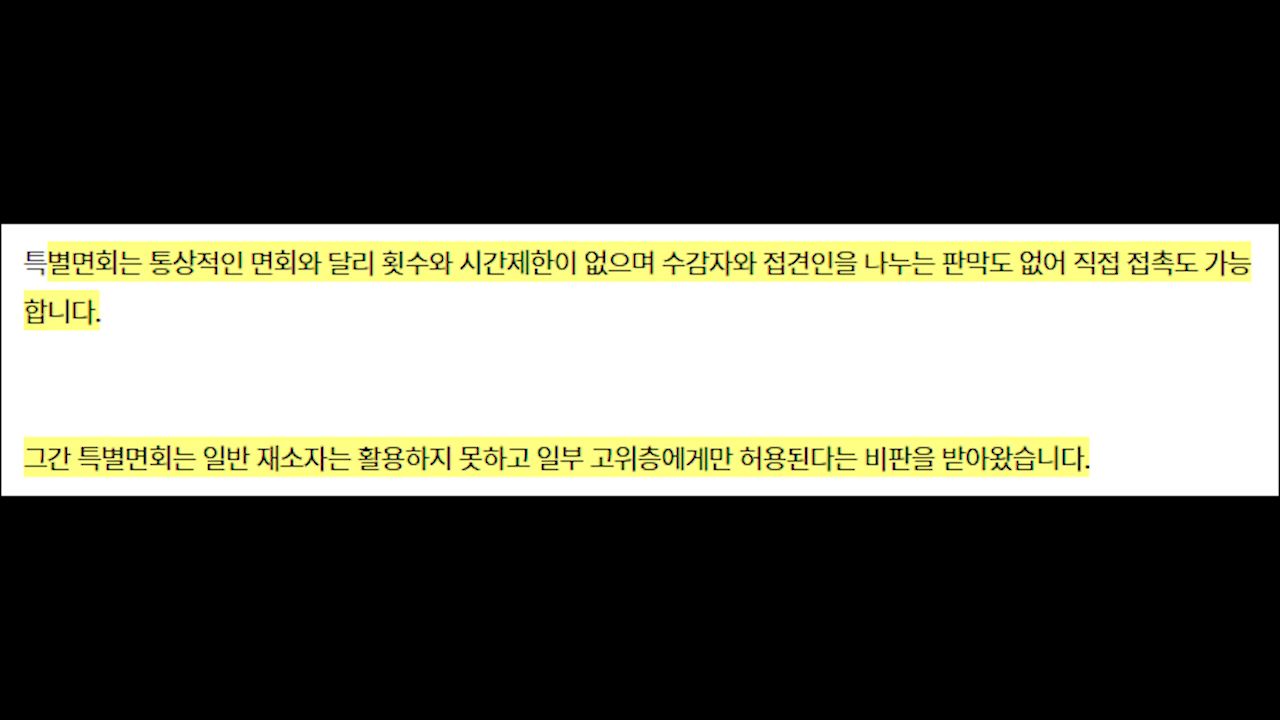 특별면회는 통상적인 면회와 달리 횟수와 시간제한이 없으며 수감자와 접견인을 나누는 판막도 없어 직접 접촉도 가능
합니다.
그간 특별면회는 일반 재소자는 활용하지 못하고 일부 고위층에게만 허용된다는 비판을 받아왔습니다.